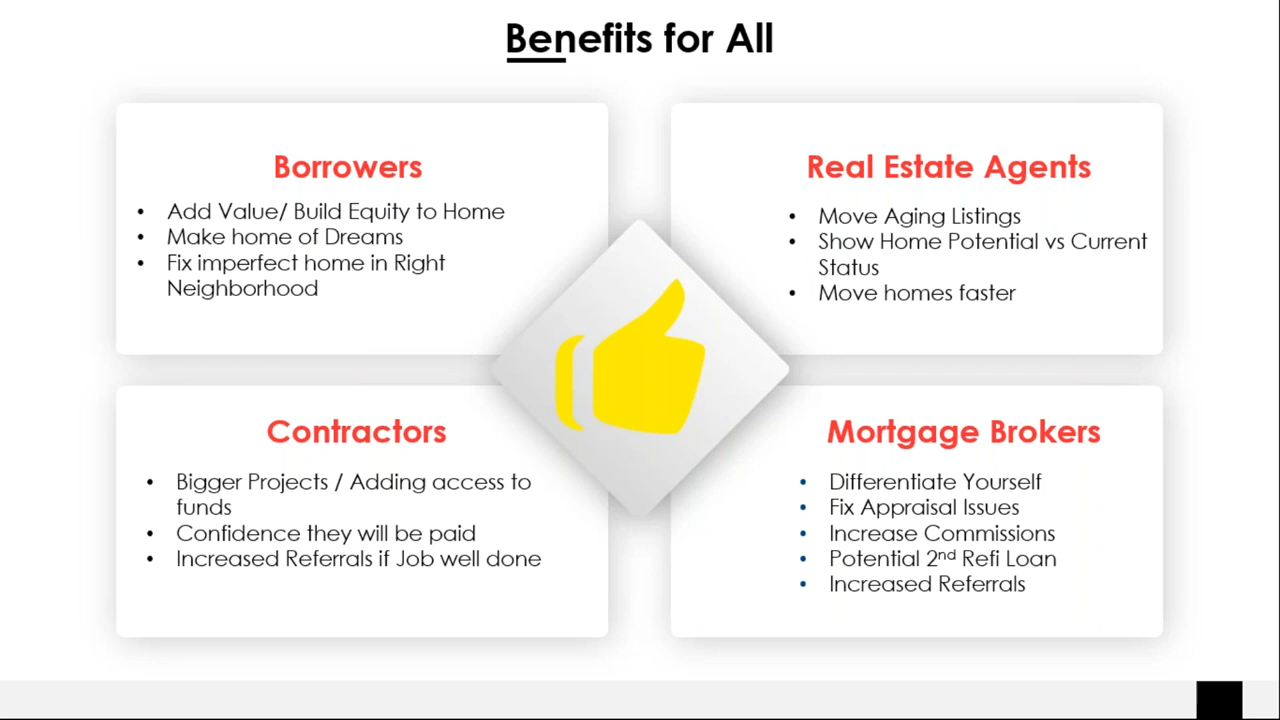 Benefits for All
Borrowers
• Add Value/ Build Equity to Home
• Make home of Dreams
• Fix imperfect home in Right
Neighborhood
Real Estate Agents
• Move Aging Listings
• Show Home Potential vs Current
Status
• Move homes faster
Contractors
• Bigger Projects / Adding access to
funds
• Confidence they will be paid
• Increased Referrals if Job well done
Mortgage Brokers
• Differentiate Yourself
• Fix Appraisal Issues
• Increase Commissions
• Potential 2nd Refi Loan
• Increased Referrals